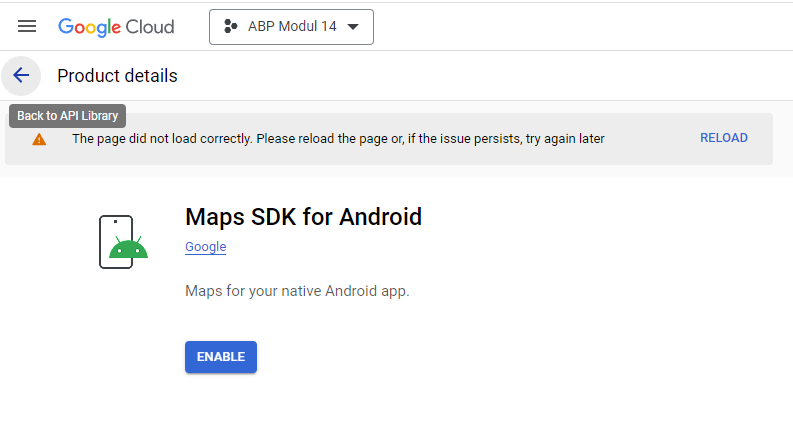 Google Cloud
ABP Modul 14
Product details
Back to API Library
The page did not load correctly. Please reload the page or, if the issue persists, try again later
RELOAD
Maps SDK for Android
Google
Maps for your native Android app.
ENABLE